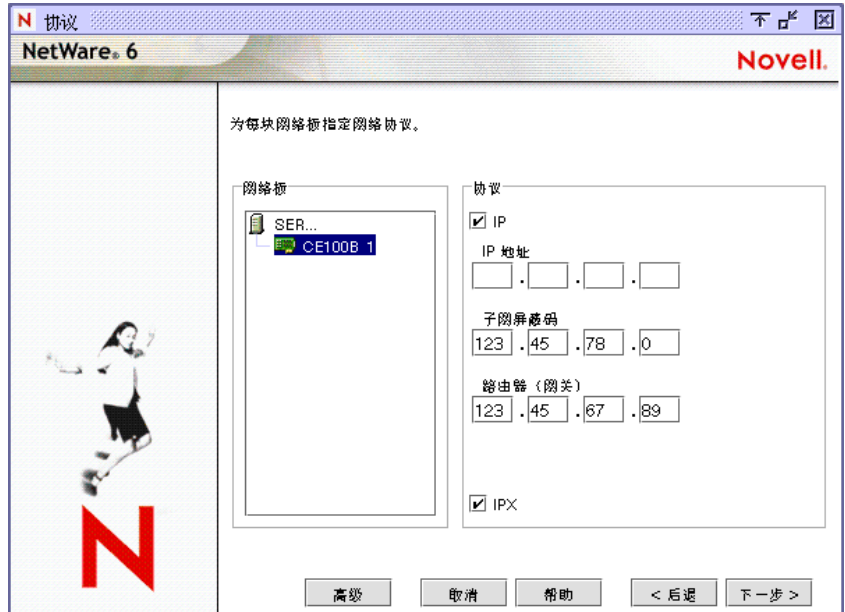 N 协议
NetWare® 6
Novell.
为每块网络板指定网络协议。
网络板
SER...
CE100B 1
协议
IP
IP 地址
. . .
子网屏蔽码
123 . 45 . 78 . 0
路由器（网关）
123 . 45 . 67 . 89
IPX
N
高级 取消 帮助 < 后退 下一步 >